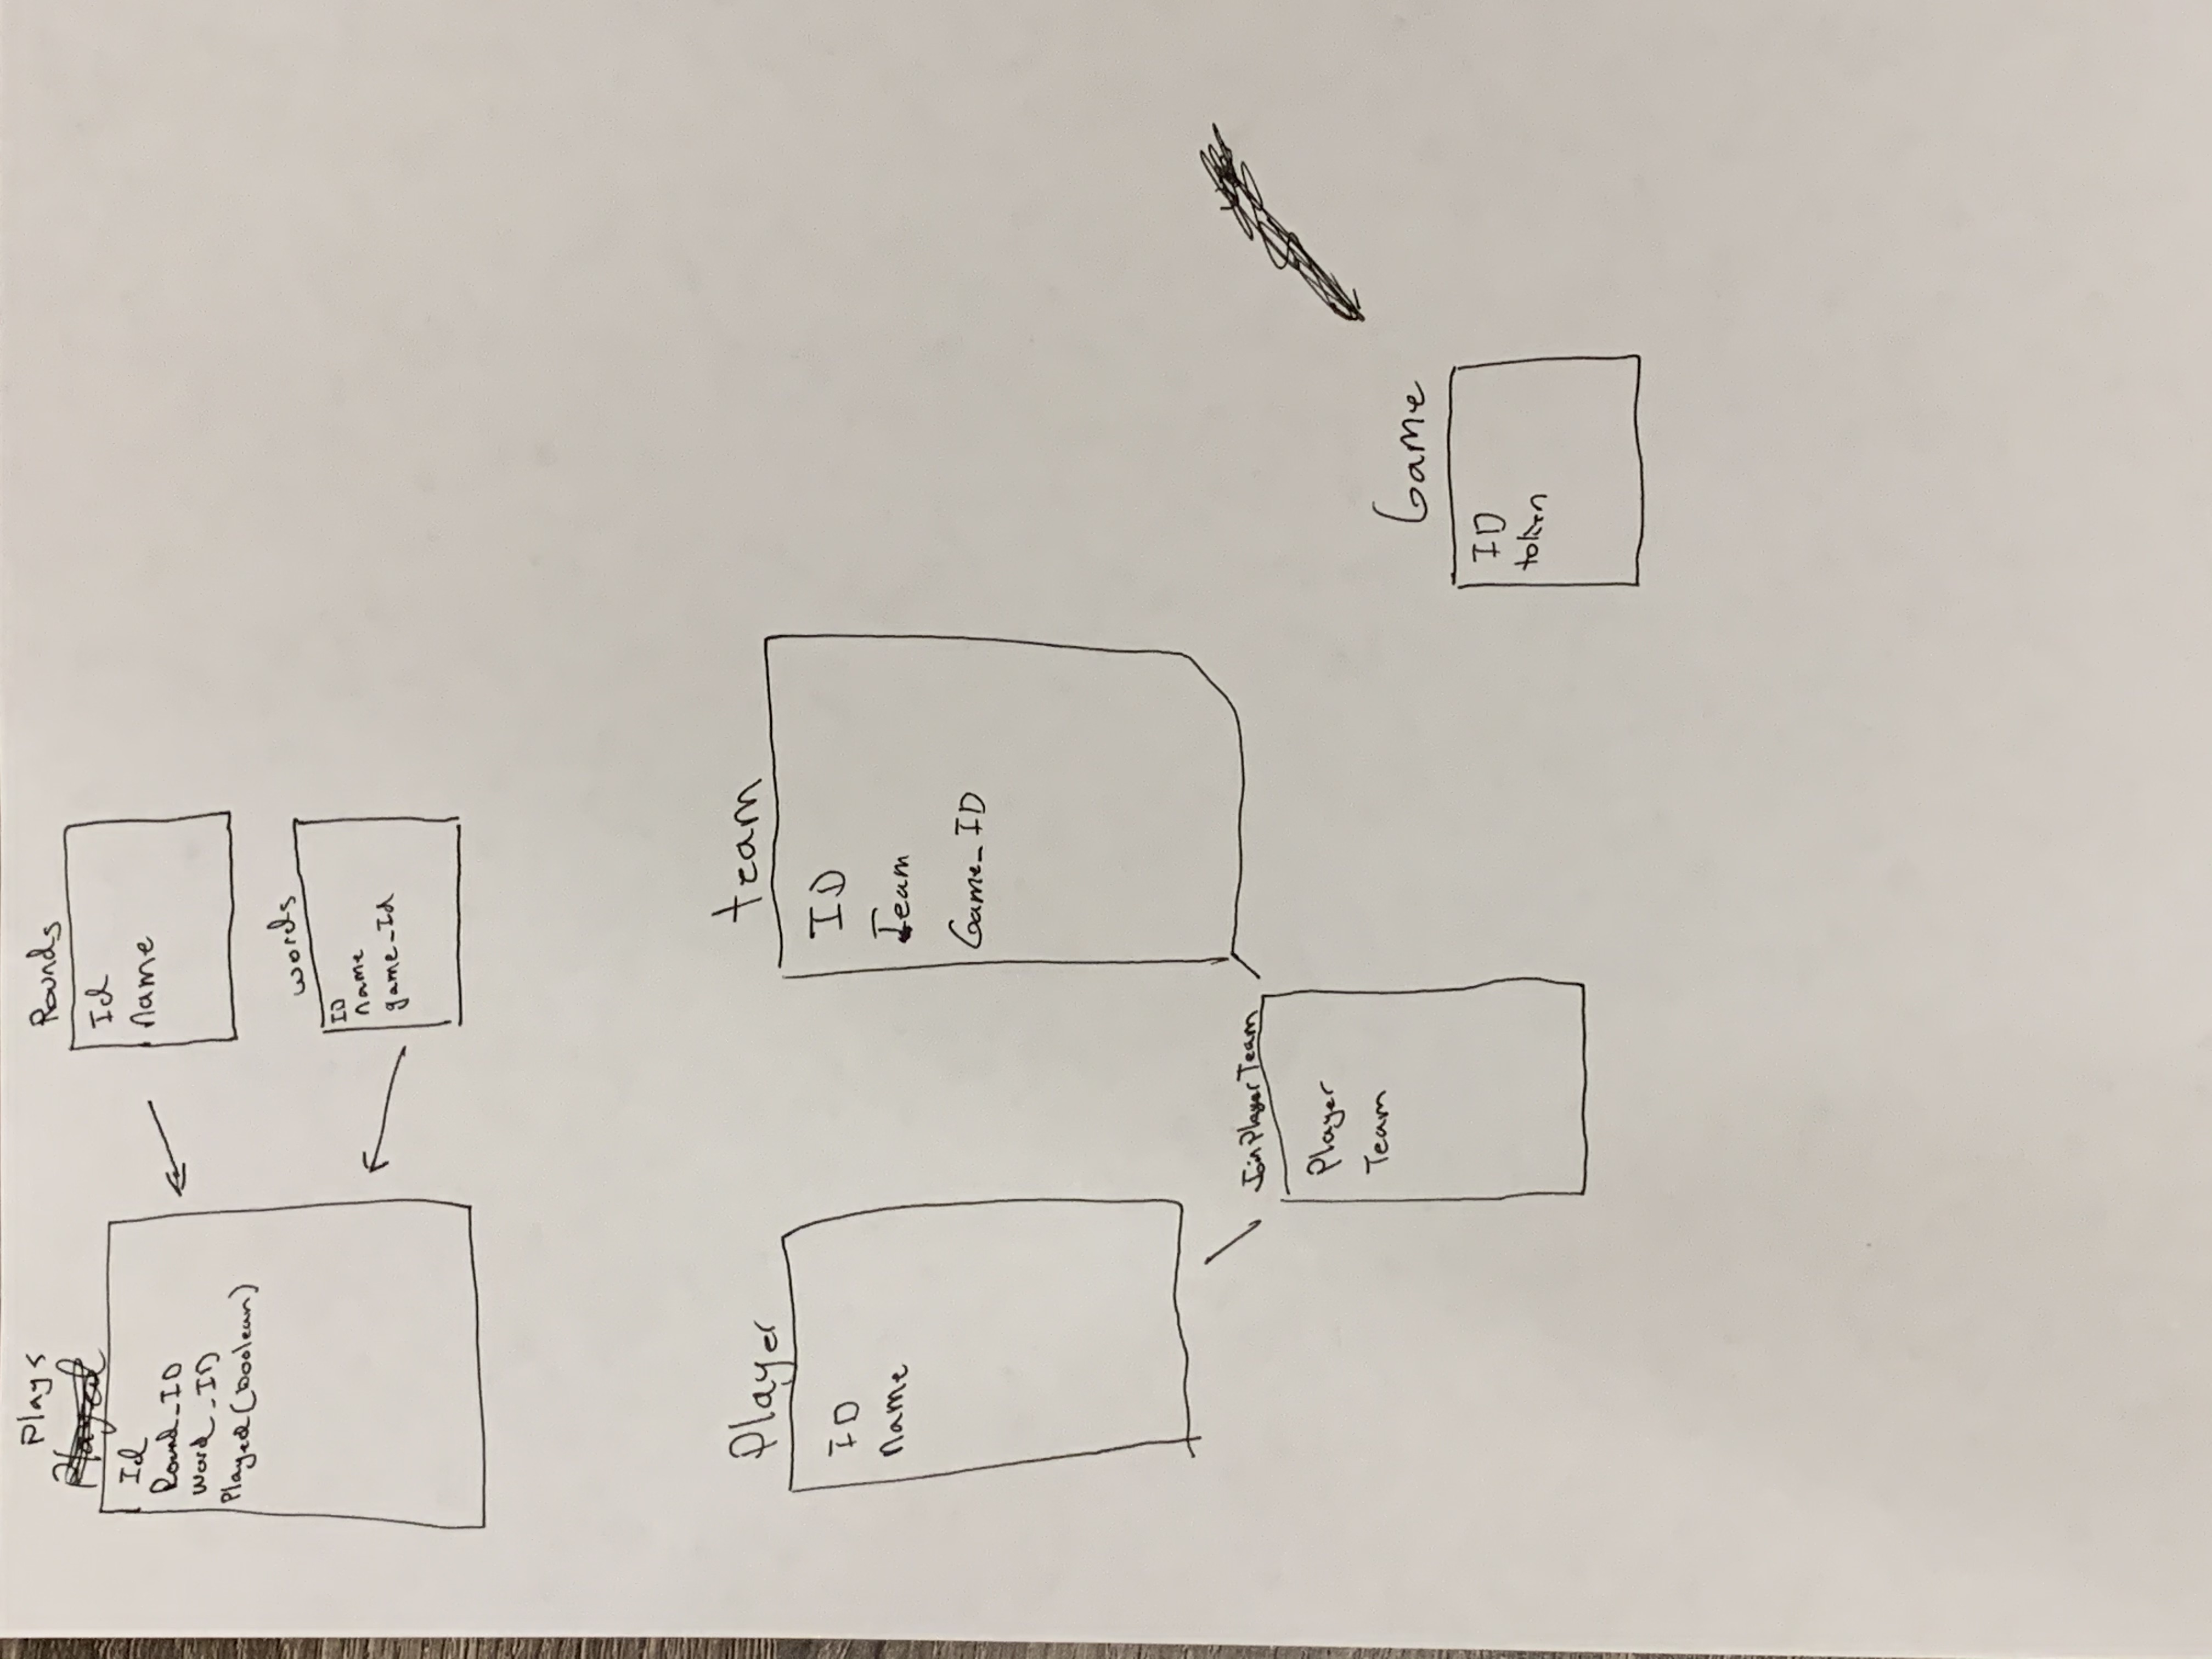 Plays
Played
Id
Round_ID
word_ID
Played (boolean)
Rounds
Id
name
words
ID
name
game_Id
Player
ID
name
team
ID
Team
Game_ID
JoinPlayerTeam
Player
Team
Game
ID
token